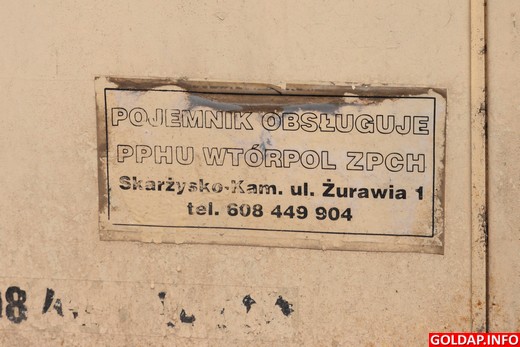 POJEMNIK OBSŁUGUJE
PPHU WTÓRPOL ZPCH
Skarżysko-Kam. ul. Żurawia 1
tel. 608 449 904
GOLDAP.INFO